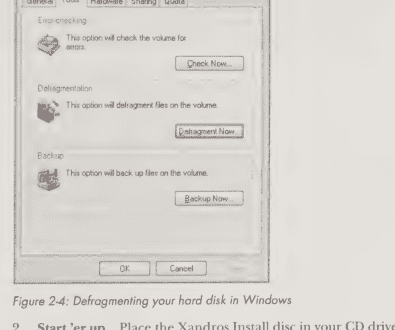 General Tools Hardware Sharing Quota
Error-checking
This option will check the volume for
errors.
Check Now...
Defragmentation
This option will defragment files on the volume.
Defragment Now...
Backup
This option will back up files on the volume.
Backup Now...
OK Cancel
Figure 2-4: Defragmenting your hard disk in Windows
2. Start 'er up Place the Xandros Install disc in your CD drive